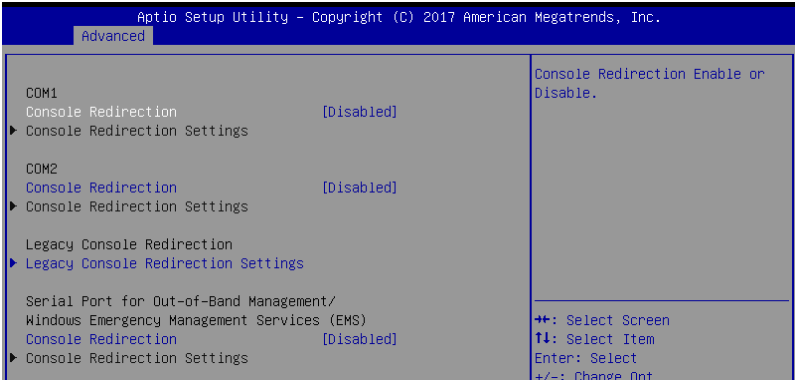 Aptio Setup Utility – Copyright (C) 2017 American Megatrends, Inc.
Advanced
COM1
Console Redirection [Disabled]
Console Redirection Settings
COM2
Console Redirection [Disabled]
Console Redirection Settings
Legacy Console Redirection
Legacy Console Redirection Settings
Serial Port for Out-of-Band Management/
Windows Emergency Management Services (EMS)
Console Redirection [Disabled]
Console Redirection Settings
Console Redirection Enable or
Disable.
→←: Select Screen
↑↓: Select Item
Enter: Select
+/-: Change Opt